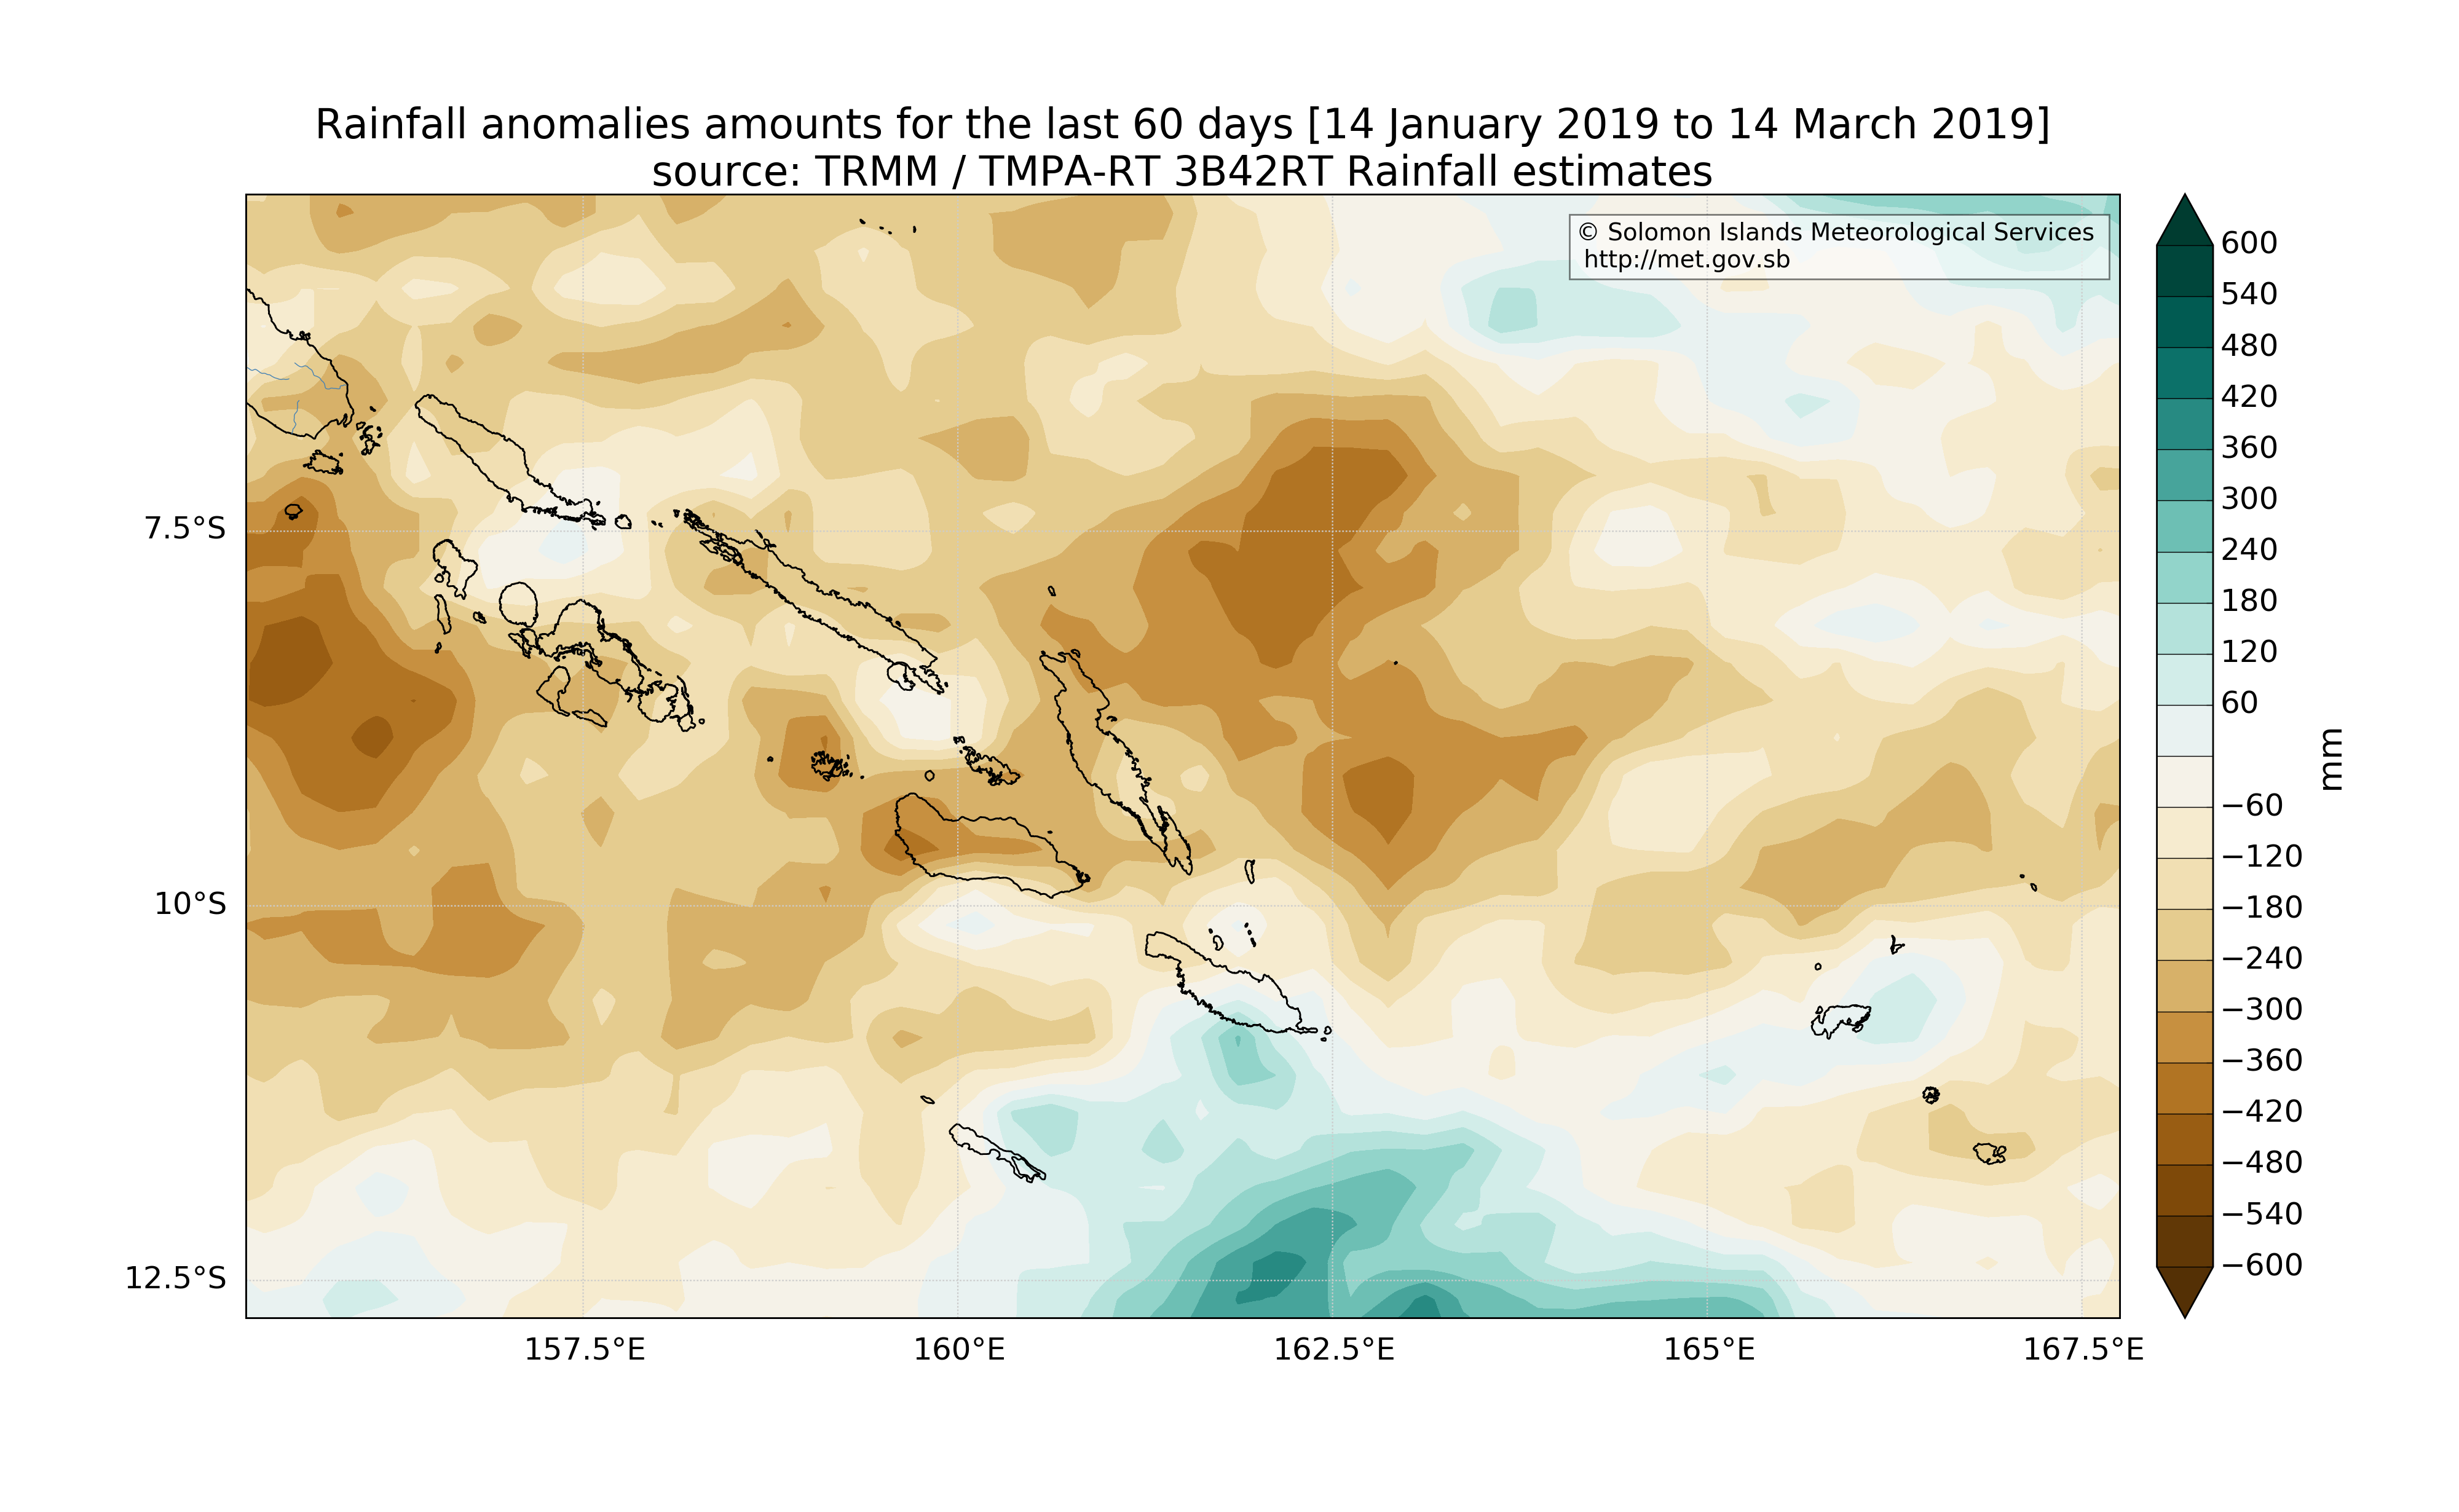 Rainfall anomalies amounts for the last 60 days [14 January 2019 to 14 March 2019]
source: TRMM / TMPA-RT 3B42RT Rainfall estimates
© Solomon Islands Meteorological Services
http://met.gov.sb
7.5°S
10°S
12.5°S
157.5°E
160°E
162.5°E
165°E
167.5°E
600
540
480
420
360
300
240
180
120
60
−60
−120
−180
−240
−300
−360
−420
−480
−540
−600
mm